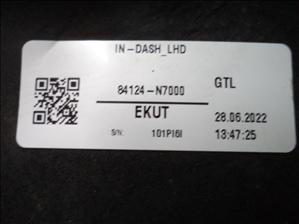 IN-DASH_LHD
84124-N7000 GTL
EKUT 28.06.2022
S/N: 101PI6I 13:47:25